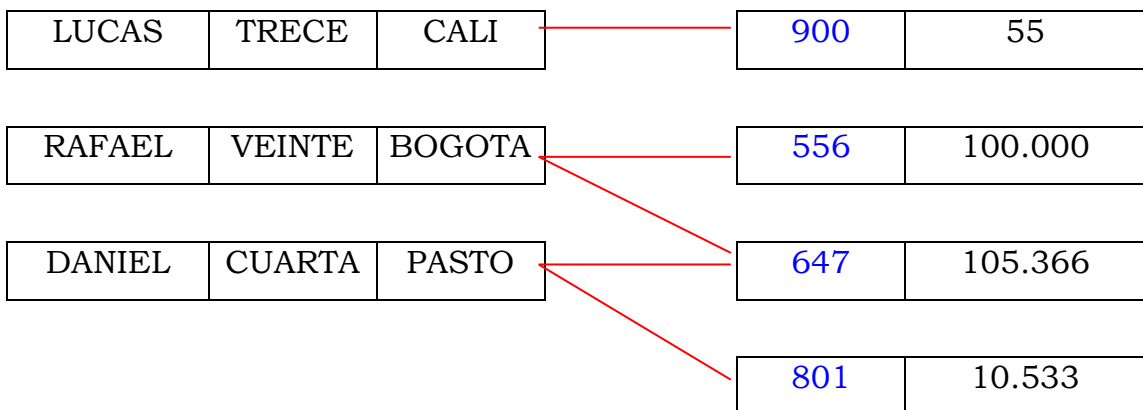 LUCAS TRECE CALI 900 55
RAFAEL VEINTE BOGOTA 556 100.000
DANIEL CUARTA PASTO 647 105.366
801 10.533